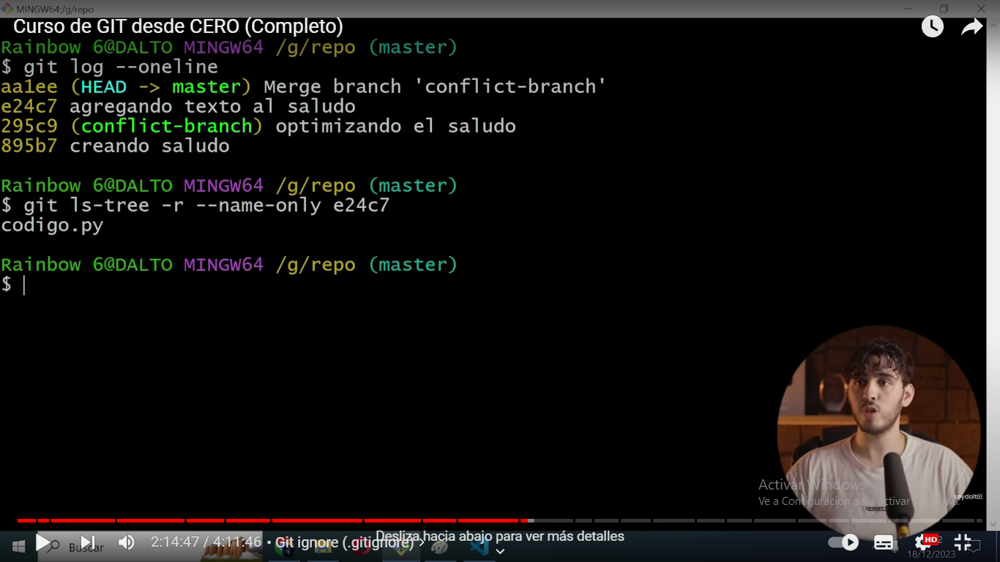 MINGW64:/g/repo
Curso de GIT desde CERO (Completo)
Rainbow 6@DALTO MINGW64 /g/repo (master)
$ git log --oneline
aa1ee (HEAD -> master) Merge branch 'conflict-branch'
e24c7 agregando texto al saludo
295c9 (conflict-branch) optimizando el saludo
895b7 creando saludo
Rainbow 6@DALTO MINGW64 /g/repo (master)
$ git ls-tree -r --name-only e24c7
codigo.py
Rainbow 6@DALTO MINGW64 /g/repo (master)
$
Activar Windows
Ve a Configuración para activar Windows.
soydalto
Desliza hacia abajo para ver más detalles
Buscar
2:14:47 / 4:11:46 • Git ignore (.gitignore) >
HD
18/12/2023